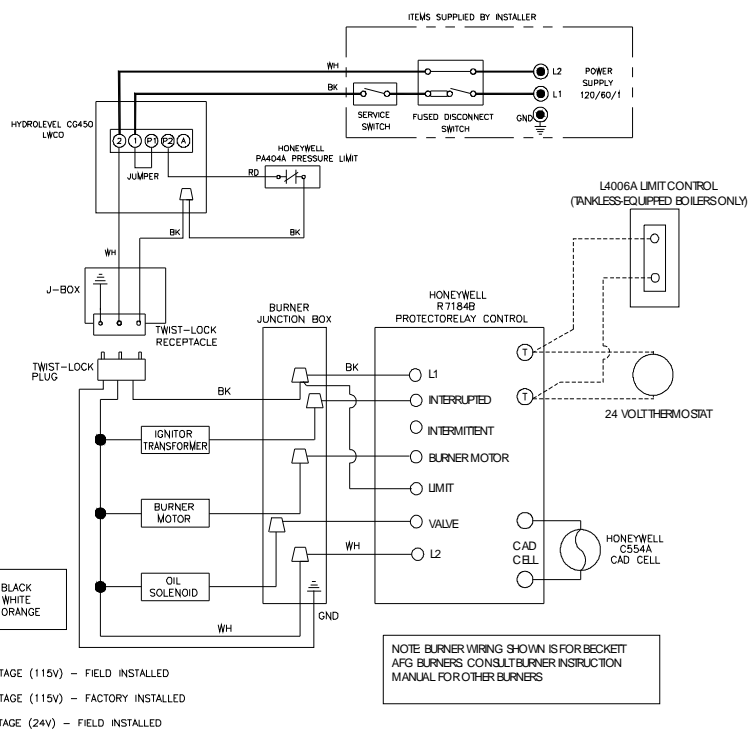 ITEMS SUPPLIED BY INSTALLER
WH
BK
L2
L1
GND
POWER
SUPPLY
120/60/1
SERVICE
SWITCH
FUSED DISCONNECT
SWITCH
HYDROLEVEL CG450
LWCO
2 1 P1 P2 A
JUMPER
HONEYWELL
PA404A PRESSURE LIMIT
RD
BK
BK
WH
L4006A LIMIT CONTROL
(TANKLESS-EQUIPPED BOILERS ONLY)
J-BOX
TWIST-LOCK
RECEPTACLE
TWIST-LOCK
PLUG
BURNER
JUNCTION BOX
HONEYWELL
R7184B
PROTECTORELAY CONTROL
BK
BK
L1
INTERRUPTED
INTERMITTENT
BURNER MOTOR
LIMIT
VALVE
L2
WH
T
T
24 VOLT THERMOSTAT
CAD
CELL
HONEYWELL
C554A
CAD CELL
IGNITOR
TRANSFORMER
BURNER
MOTOR
OIL
SOLENOID
WH
GND
BLACK
WHITE
ORANGE
NOTE: BURNER WIRING SHOWN IS FOR BECKETT
AFG BURNERS. CONSULT BURNER INSTRUCTION
MANUAL FOR OTHER BURNERS
TAGE (115V) – FIELD INSTALLED
TAGE (115V) – FACTORY INSTALLED
TAGE (24V) – FIELD INSTALLED